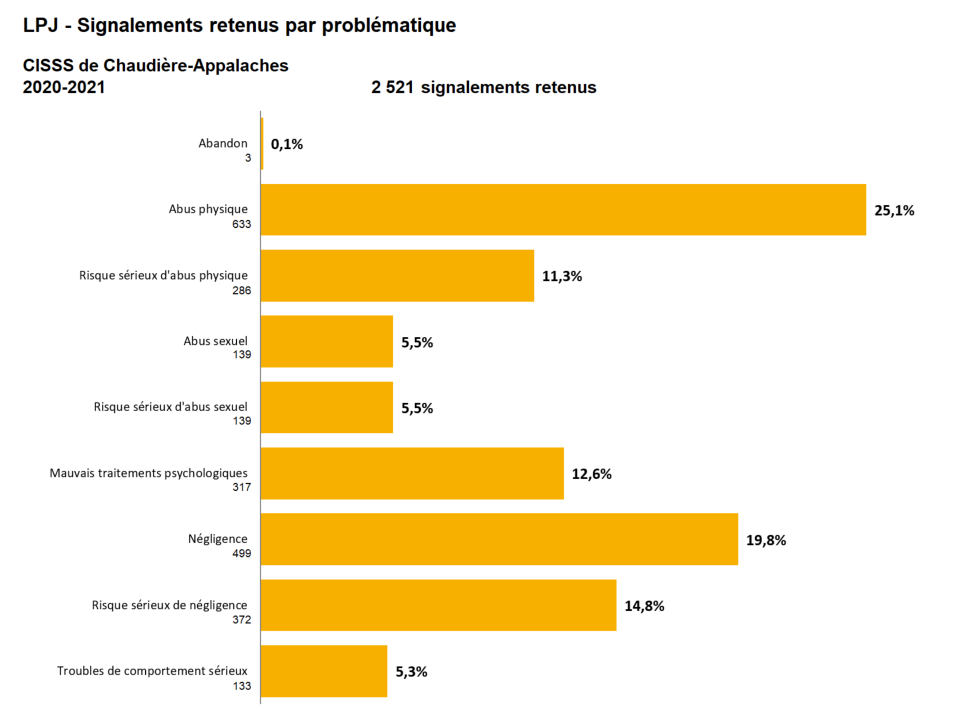 LPJ - Signalements retenus par problématique
CISSS de Chaudière-Appalaches
2020-2021
2 521 signalements retenus
Abandon
3
0,1%
Abus physique
633
25,1%
Risque sérieux d'abus physique
286
11,3%
Abus sexuel
139
5,5%
Risque sérieux d'abus sexuel
139
5,5%
Mauvais traitements psychologiques
317
12,6%
Négligence
499
19,8%
Risque sérieux de négligence
372
14,8%
Troubles de comportement sérieux
133
5,3%